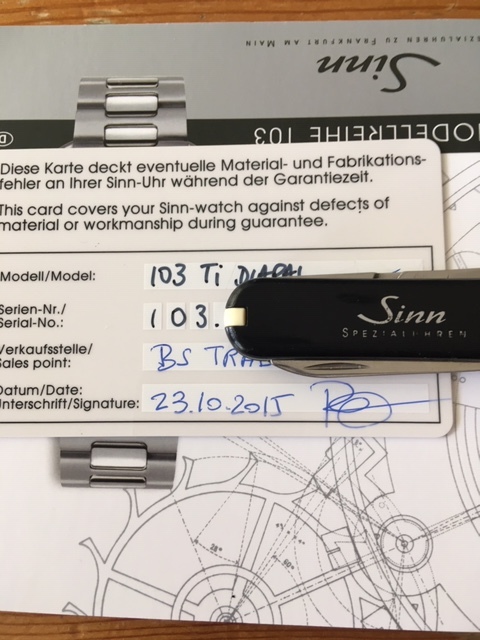 Sinn
SPEZIALUHREN ZU FRANKFURT AM MAIN
MODELLREIHE 103
D
Diese Karte deckt eventuelle Material- und Fabrikations-
fehler an Ihrer Sinn-Uhr während der Garantiezeit.
This card covers your Sinn-watch against defects of
material or workmanship during guarantee.
Modell/Model: 103 Ti DIAPAL
Serien-Nr./
Serial-No.: 103.
Verkaufsstelle/
Sales point: BS
Datum/Date:
Unterschrift/Signature: 23.10.2015
Sinn
SPEZIALUHREN